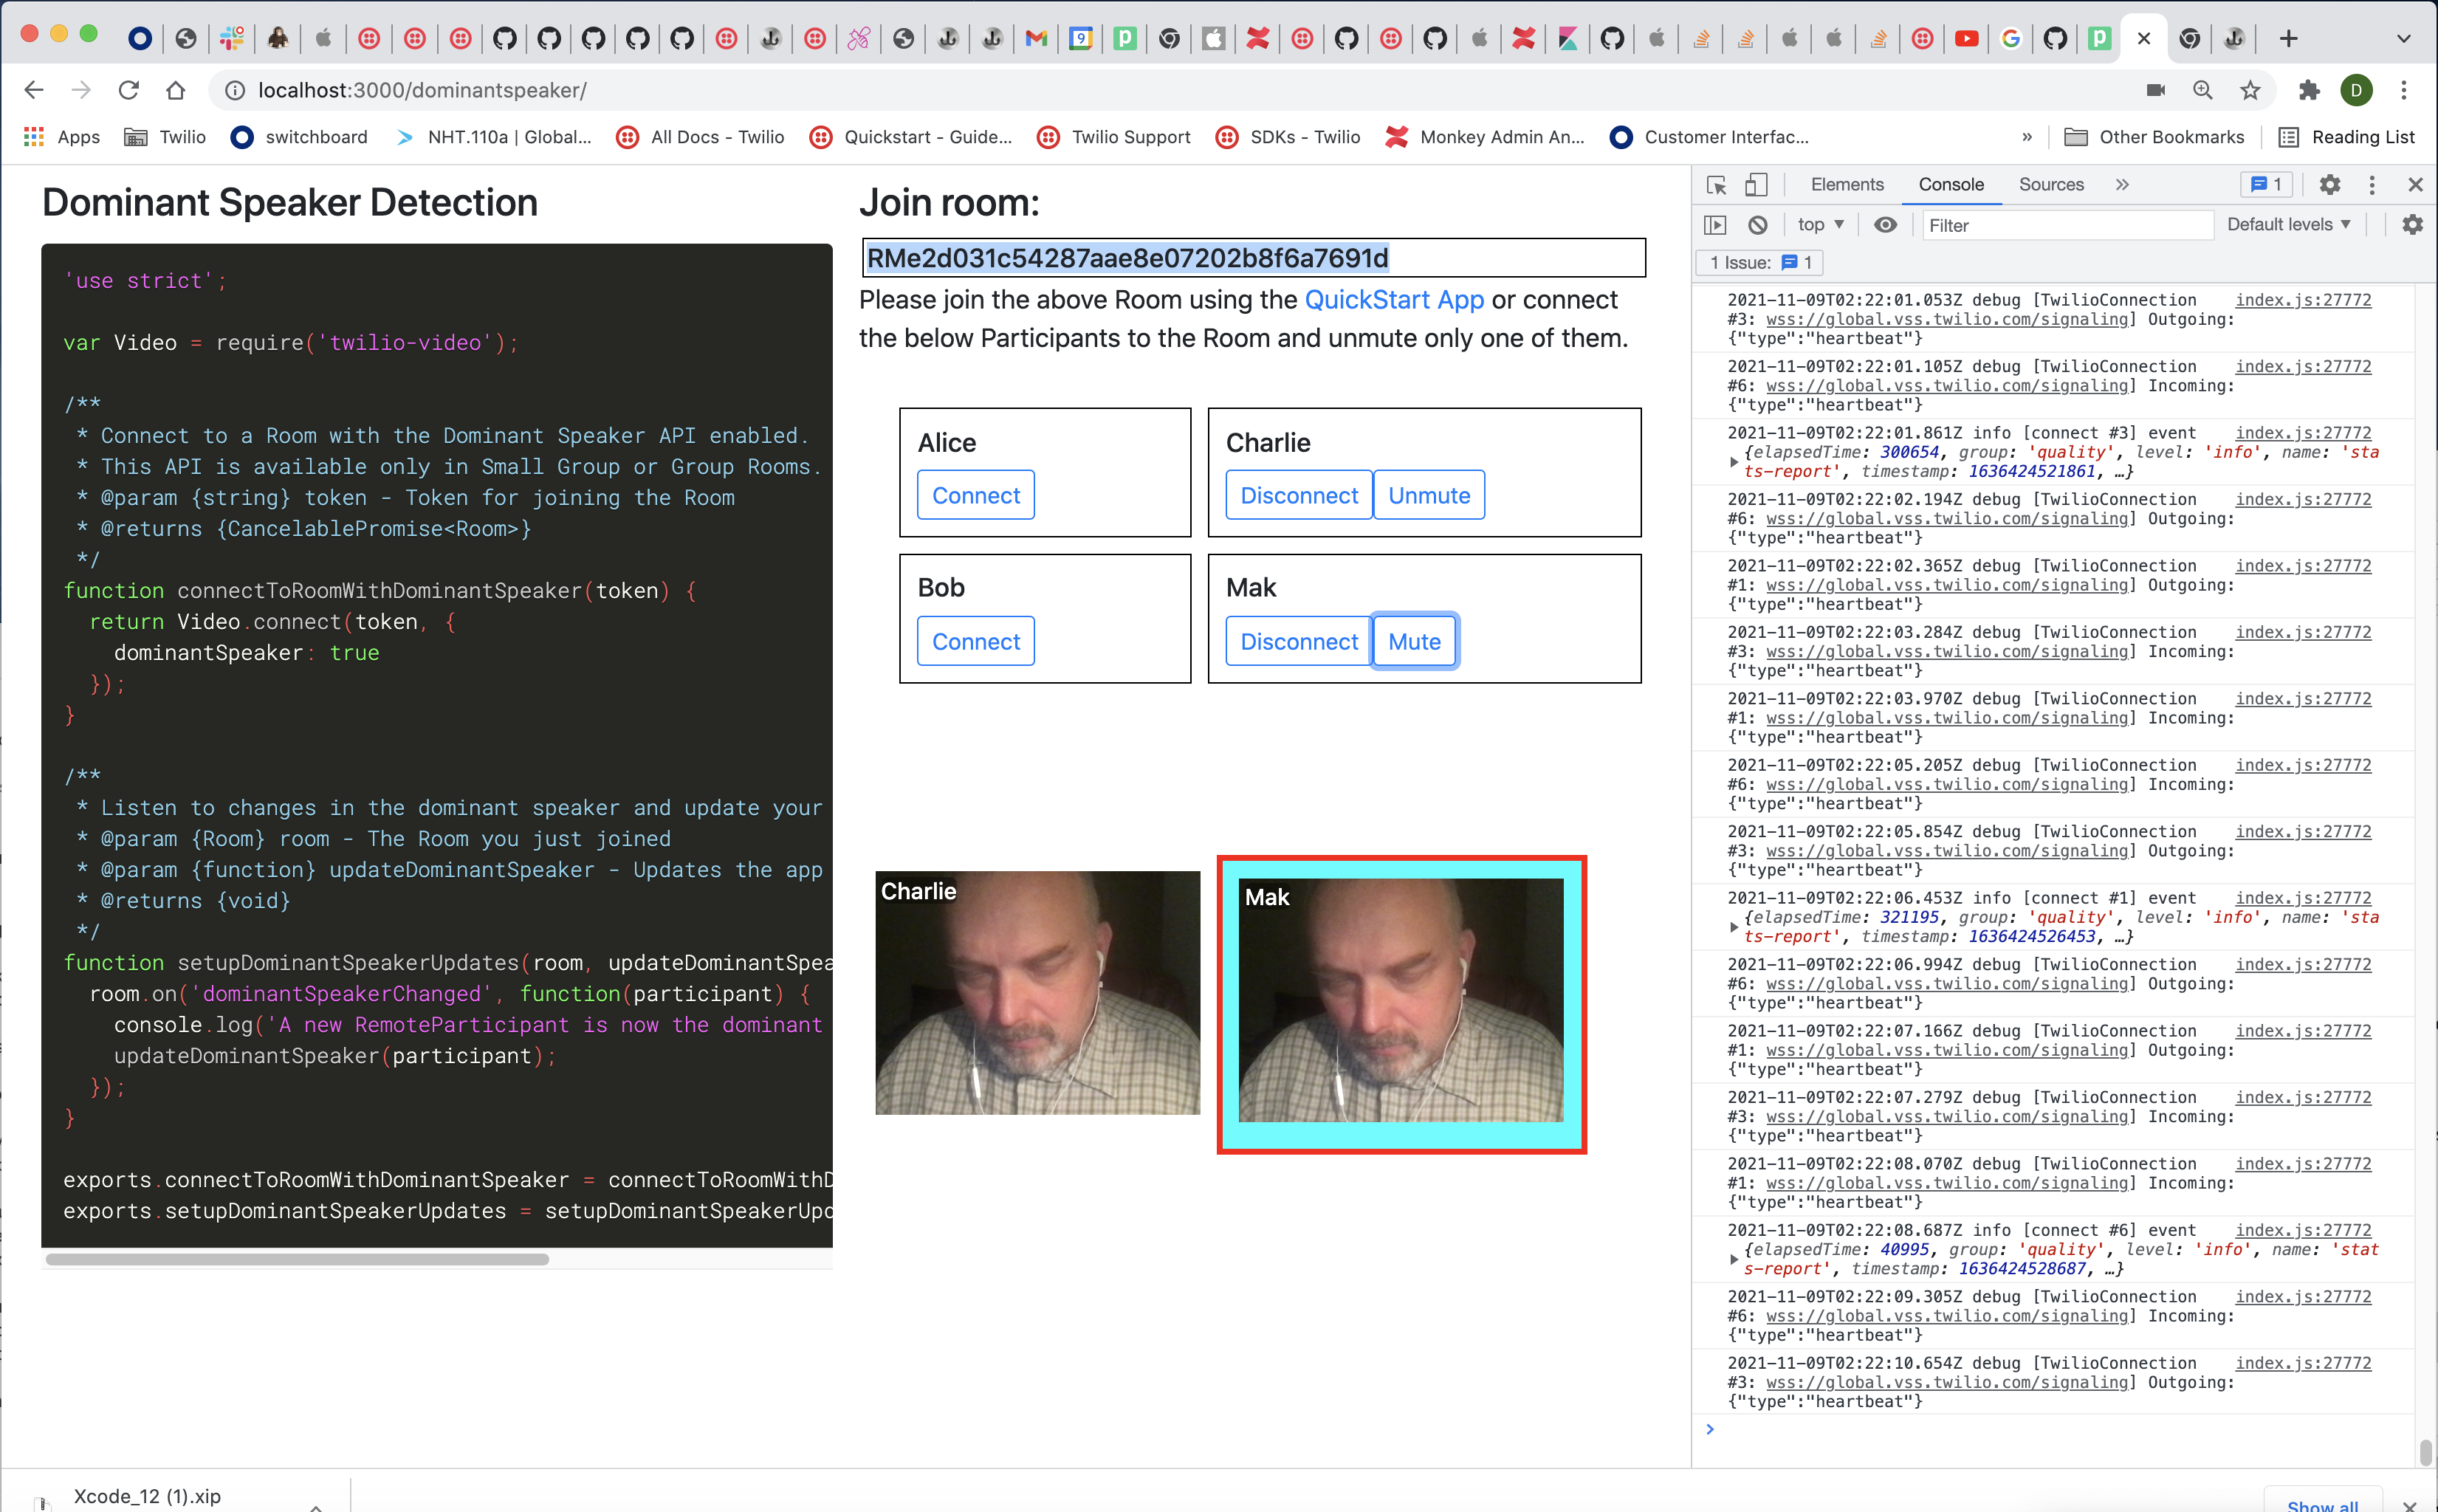 localhost:3000/dominantspeaker/
D
Apps Twilio switchboard NHT.110a | Global... All Docs - Twilio Quickstart - Guide... Twilio Support SDKs - Twilio Monkey Admin An... Customer Interfac... » Other Bookmarks Reading List
Dominant Speaker Detection
'use strict';
var Video = require('twilio-video');
/**
* Connect to a Room with the Dominant Speaker API enabled.
* This API is available only in Small Group or Group Rooms.
* @param {string} token - Token for joining the Room
* @returns {CancelablePromise<Room>}
*/
function connectToRoomWithDominantSpeaker(token) {
return Video.connect(token, {
dominantSpeaker: true
});
}
/**
* Listen to changes in the dominant speaker and update your
* @param {Room} room - The Room you just joined
* @param {function} updateDominantSpeaker - Updates the app
* @returns {void}
*/
function setupDominantSpeakerUpdates(room, updateDominantSpea
room.on('dominantSpeakerChanged', function(participant) {
console.log('A new RemoteParticipant is now the dominant
updateDominantSpeaker(participant);
});
}
exports.connectToRoomWithDominantSpeaker = connectToRoomWithD
exports.setupDominantSpeakerUpdates = setupDominantSpeakerUpd
Join room:
RMe2d031c54287aae8e07202b8f6a7691d
Please join the above Room using the QuickStart App or connect
the below Participants to the Room and unmute only one of them.
Alice
Connect
Charlie
Disconnect Unmute
Bob
Connect
Mak
Disconnect Mute
Charlie
Mak
Elements Console Sources » 1
top Filter Default levels
1 Issue: 1
2021-11-09T02:22:01.053Z debug [TwilioConnection index.js:27772
#3: wss://global.vss.twilio.com/signaling] Outgoing:
{"type":"heartbeat"}
2021-11-09T02:22:01.105Z debug [TwilioConnection index.js:27772
#6: wss://global.vss.twilio.com/signaling] Incoming:
{"type":"heartbeat"}
2021-11-09T02:22:01.861Z info [connect #3] event index.js:27772
{elapsedTime: 300654, group: 'quality', level: 'info', name: 'sta
ts-report', timestamp: 1636424521861, …}
2021-11-09T02:22:02.194Z debug [TwilioConnection index.js:27772
#6: wss://global.vss.twilio.com/signaling] Outgoing:
{"type":"heartbeat"}
2021-11-09T02:22:02.365Z debug [TwilioConnection index.js:27772
#1: wss://global.vss.twilio.com/signaling] Outgoing:
{"type":"heartbeat"}
2021-11-09T02:22:03.284Z debug [TwilioConnection index.js:27772
#3: wss://global.vss.twilio.com/signaling] Outgoing:
{"type":"heartbeat"}
2021-11-09T02:22:03.970Z debug [TwilioConnection index.js:27772
#1: wss://global.vss.twilio.com/signaling] Incoming:
{"type":"heartbeat"}
2021-11-09T02:22:05.205Z debug [TwilioConnection index.js:27772
#6: wss://global.vss.twilio.com/signaling] Incoming:
{"type":"heartbeat"}
2021-11-09T02:22:05.854Z debug [TwilioConnection index.js:27772
#3: wss://global.vss.twilio.com/signaling] Incoming:
{"type":"heartbeat"}
2021-11-09T02:22:06.453Z info [connect #1] event index.js:27772
{elapsedTime: 321195, group: 'quality', level: 'info', name: 'sta
ts-report', timestamp: 1636424526453, …}
2021-11-09T02:22:06.994Z debug [TwilioConnection index.js:27772
#6: wss://global.vss.twilio.com/signaling] Outgoing:
{"type":"heartbeat"}
2021-11-09T02:22:07.166Z debug [TwilioConnection index.js:27772
#1: wss://global.vss.twilio.com/signaling] Outgoing:
{"type":"heartbeat"}
2021-11-09T02:22:07.279Z debug [TwilioConnection index.js:27772
#3: wss://global.vss.twilio.com/signaling] Incoming:
{"type":"heartbeat"}
2021-11-09T02:22:08.070Z debug [TwilioConnection index.js:27772
#1: wss://global.vss.twilio.com/signaling] Incoming:
{"type":"heartbeat"}
2021-11-09T02:22:08.687Z info [connect #6] event index.js:27772
{elapsedTime: 40995, group: 'quality', level: 'info', name: 'stat
s-report', timestamp: 1636424528687, …}
2021-11-09T02:22:09.305Z debug [TwilioConnection index.js:27772
#6: wss://global.vss.twilio.com/signaling] Incoming:
{"type":"heartbeat"}
2021-11-09T02:22:10.654Z debug [TwilioConnection index.js:27772
#3: wss://global.vss.twilio.com/signaling] Outgoing:
{"type":"heartbeat"}
Xcode_12 (1).xip
Show all